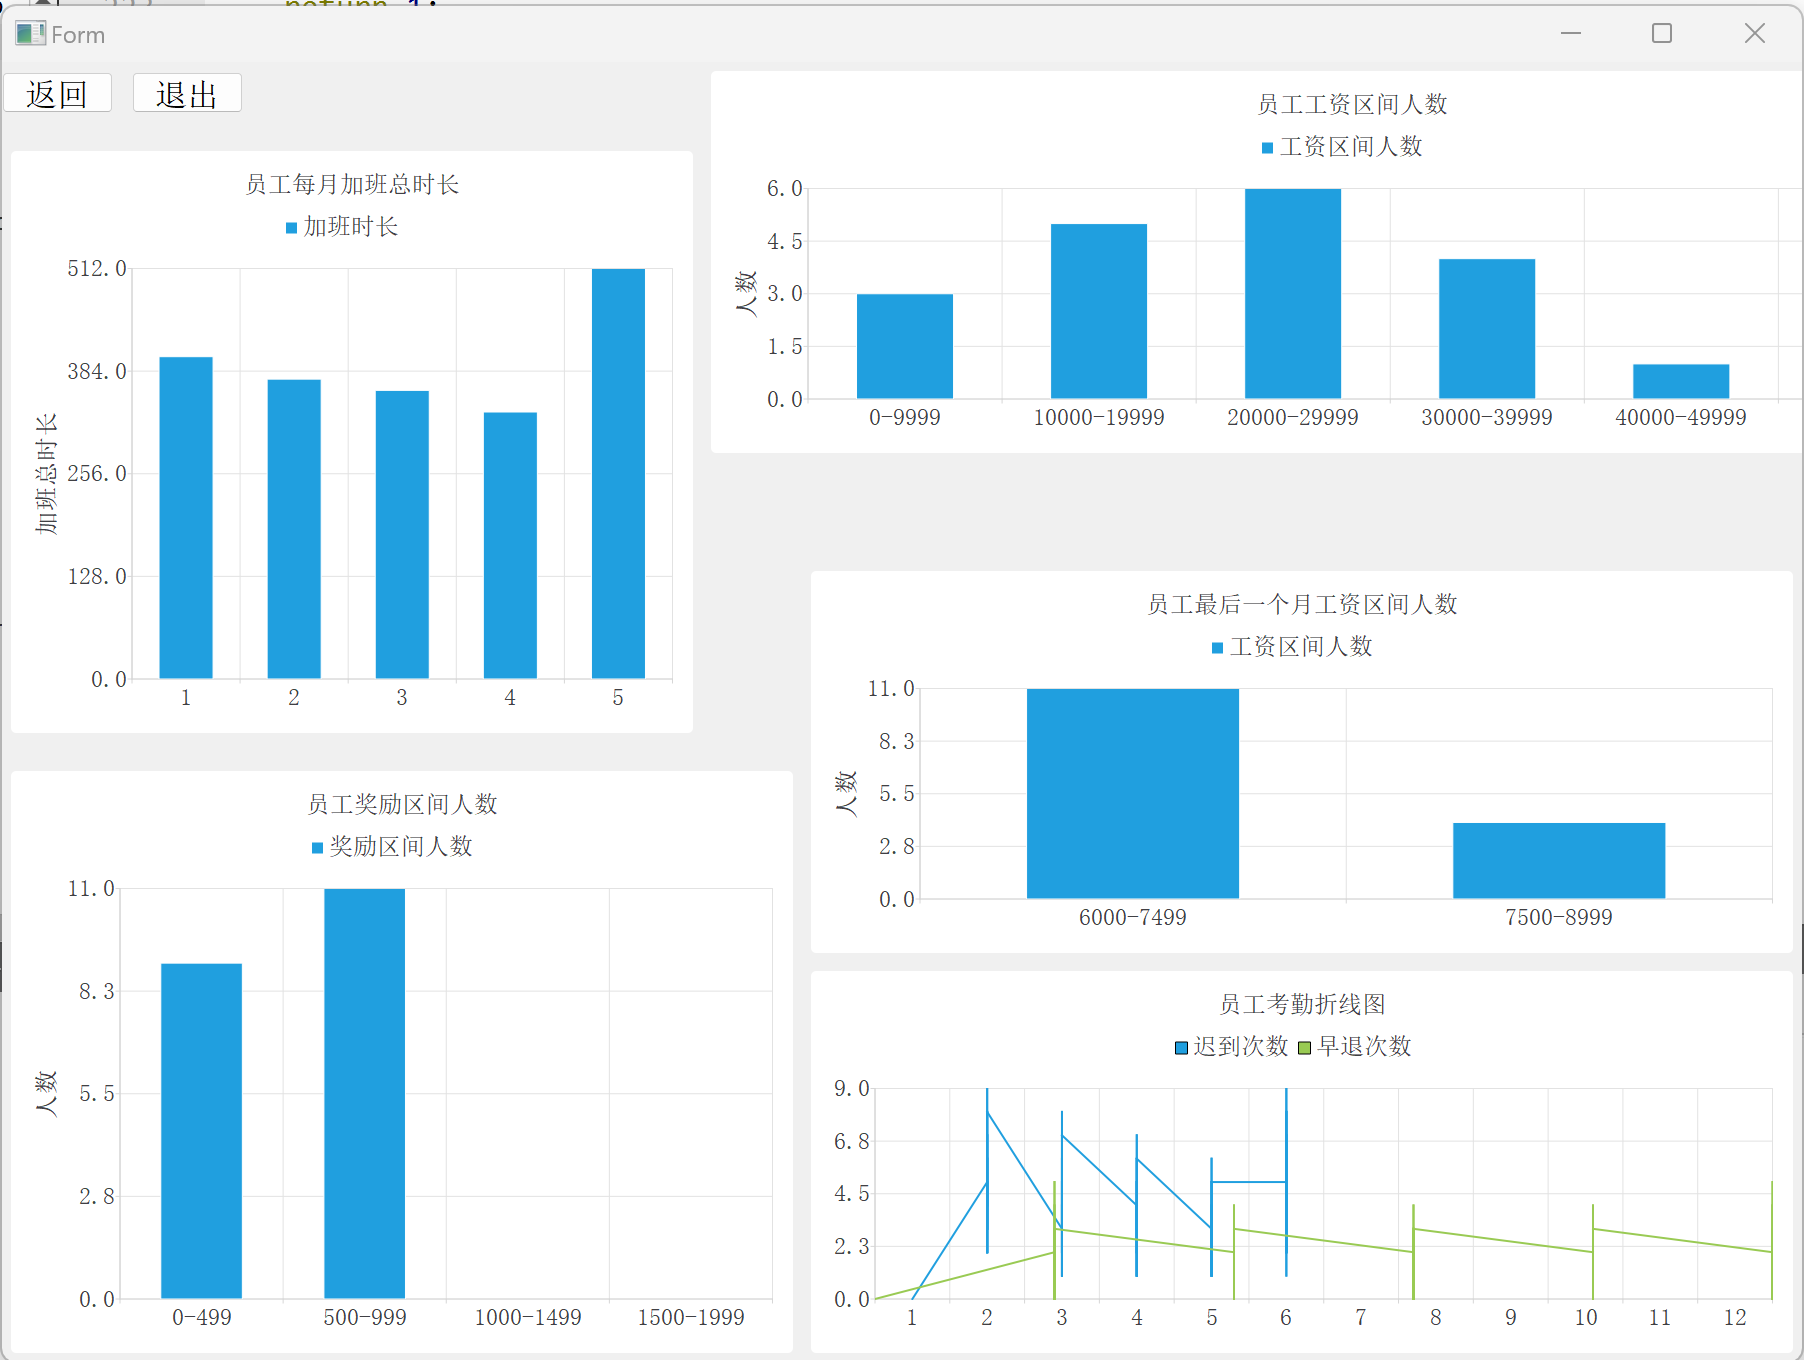 Form
返回 退出
员工每月加班总时长
加班时长
加班总时长
512.0
384.0
256.0
128.0
0.0
1 2 3 4 5
员工工资区间人数
工资区间人数
人数
6.0
4.5
3.0
1.5
0.0
0-9999 10000-19999 20000-29999 30000-39999 40000-49999
员工最后一个月工资区间人数
工资区间人数
人数
11.0
8.3
5.5
2.8
0.0
6000-7499 7500-8999
员工奖励区间人数
奖励区间人数
人数
11.0
8.3
5.5
2.8
0.0
0-499 500-999 1000-1499 1500-1999
员工考勤折线图
迟到次数 早退次数
9.0
6.8
4.5
2.3
0.0
1 2 3 4 5 6 7 8 9 10 11 12